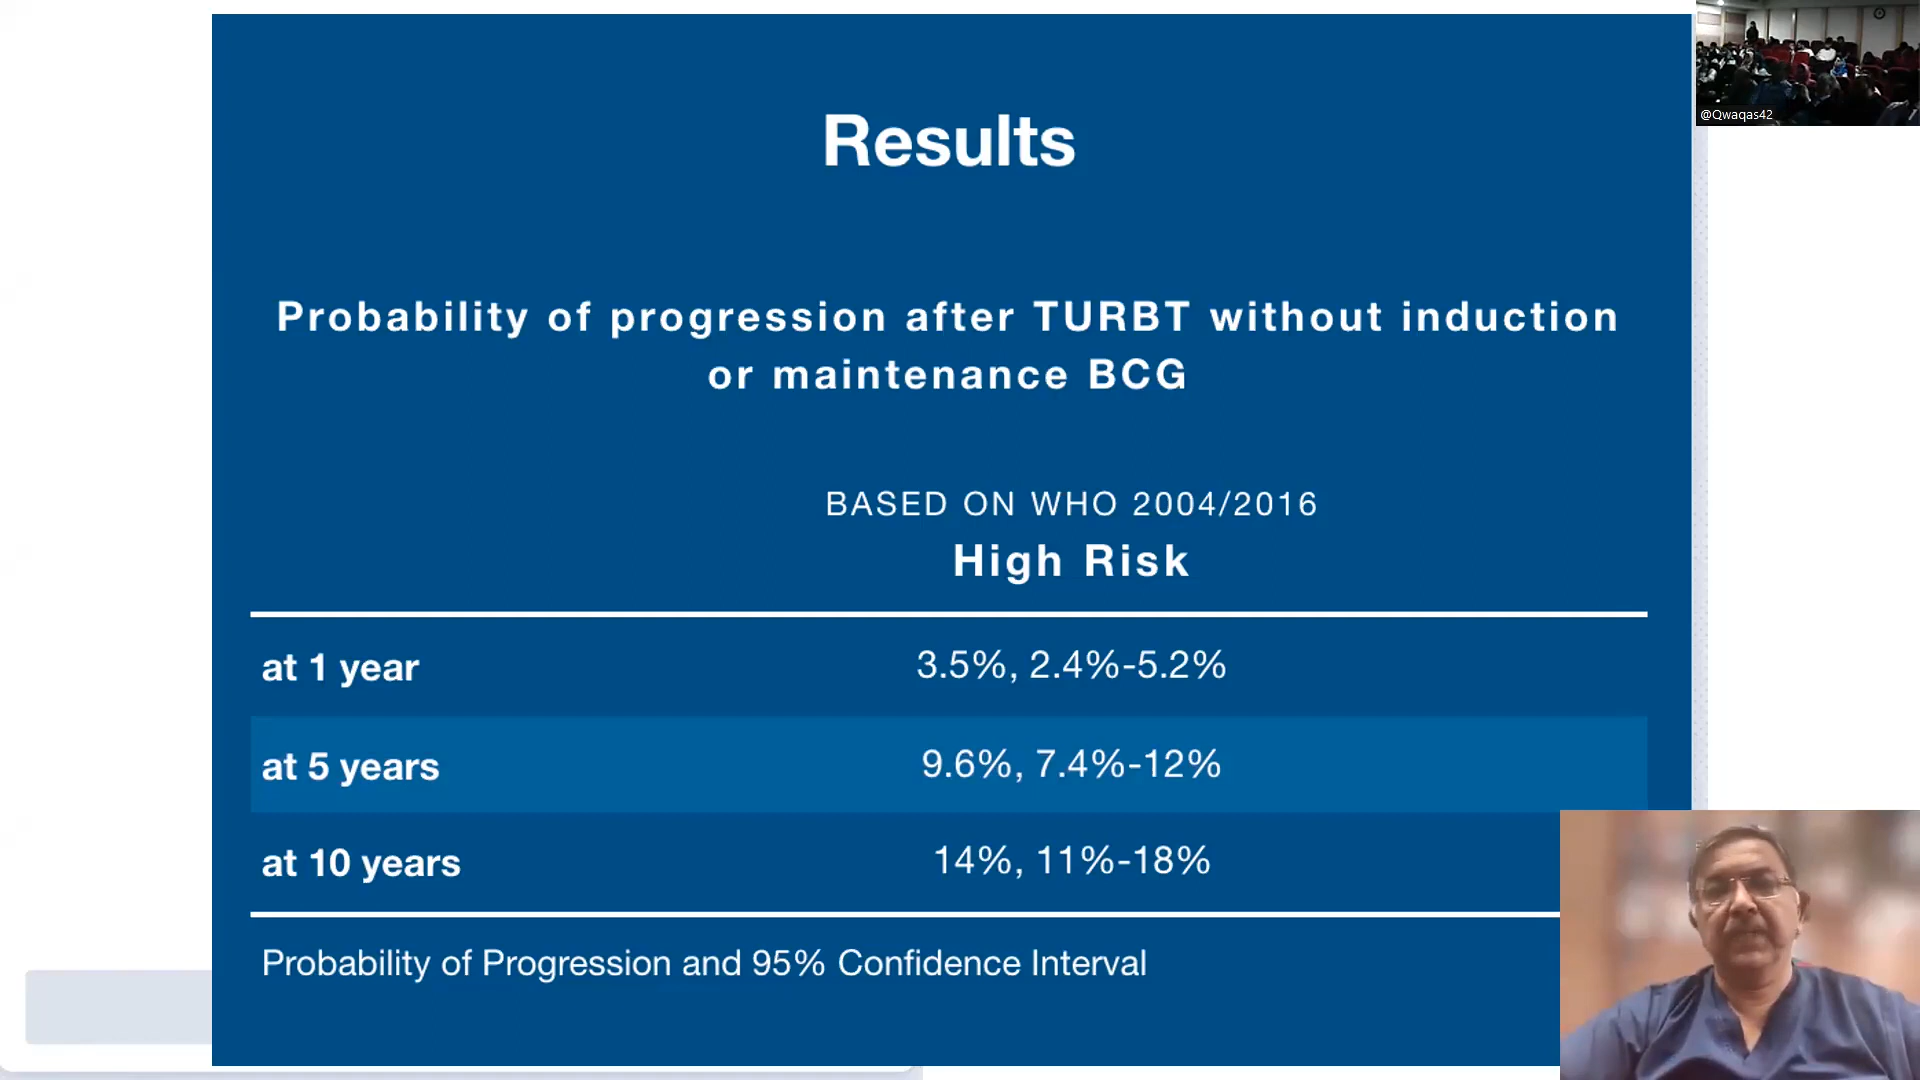 Results
@Qwaqas42
Probability of progression after TURBT without induction
or maintenance BCG
BASED ON WHO 2004/2016
High Risk
at 1 year 3.5%, 2.4%-5.2%
at 5 years 9.6%, 7.4%-12%
at 10 years 14%, 11%-18%
Probability of Progression and 95% Confidence Interval